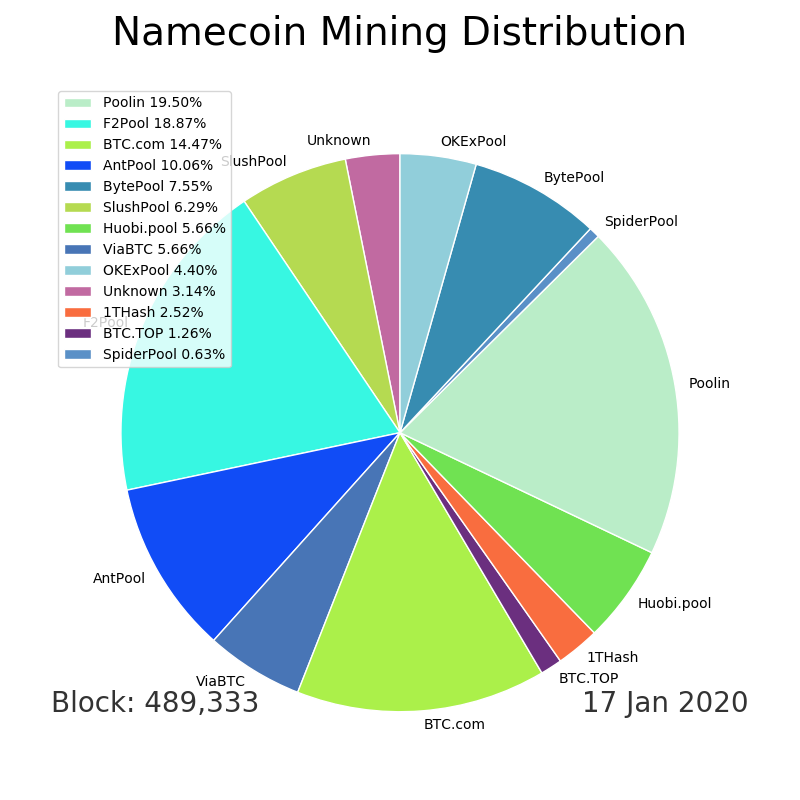 Namecoin Mining Distribution
Poolin 19.50%
F2Pool 18.87%
BTC.com 14.47%
AntPool 10.06%
BytePool 7.55%
SlushPool 6.29%
Huobi.pool 5.66%
ViaBTC 5.66%
OKExPool 4.40%
Unknown 3.14%
1THash 2.52%
BTC.TOP 1.26%
SpiderPool 0.63%
Unknown
OKExPool
SlushPool
BytePool
SpiderPool
F2Pool
Poolin
AntPool
Huobi.pool
1THash
BTC.TOP
ViaBTC
BTC.com
Block: 489,333
17 Jan 2020